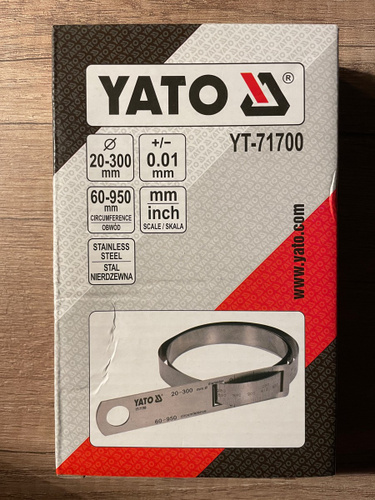 YATO ®
YT-71700
Ø
20-300
mm
+/−
0.01
mm
60-950
mm
CIRCUMFERENCE
OBWÓD
mm
inch
SCALE / SKALA
STAINLESS
STEEL
STAL
NIERDZEWNA
www.yato.com
YATO
20-300
60-950